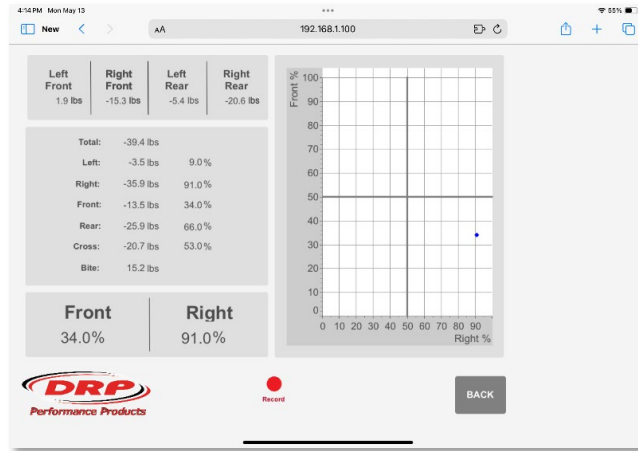 4:14 PM Mon May 13
55%
New
AA
192.168.1.100
Left Front
Right Front
Left Rear
Right Rear
1.9 lbs
-15.3 lbs
-5.4 lbs
-20.6 lbs
Total: -39.4 lbs
Left: -3.5 lbs 9.0%
Right: -35.9 lbs 91.0%
Front: -13.5 lbs 34.0%
Rear: -25.9 lbs 66.0%
Cross: -20.7 lbs 53.0%
Bite: 15.2 lbs
Front
34.0%
Right
91.0%
Front %
100
90
80
70
60
50
40
30
20
10
0
0 10 20 30 40 50 60 70 80 90
Right %
DRP
Performance Products
Record
BACK